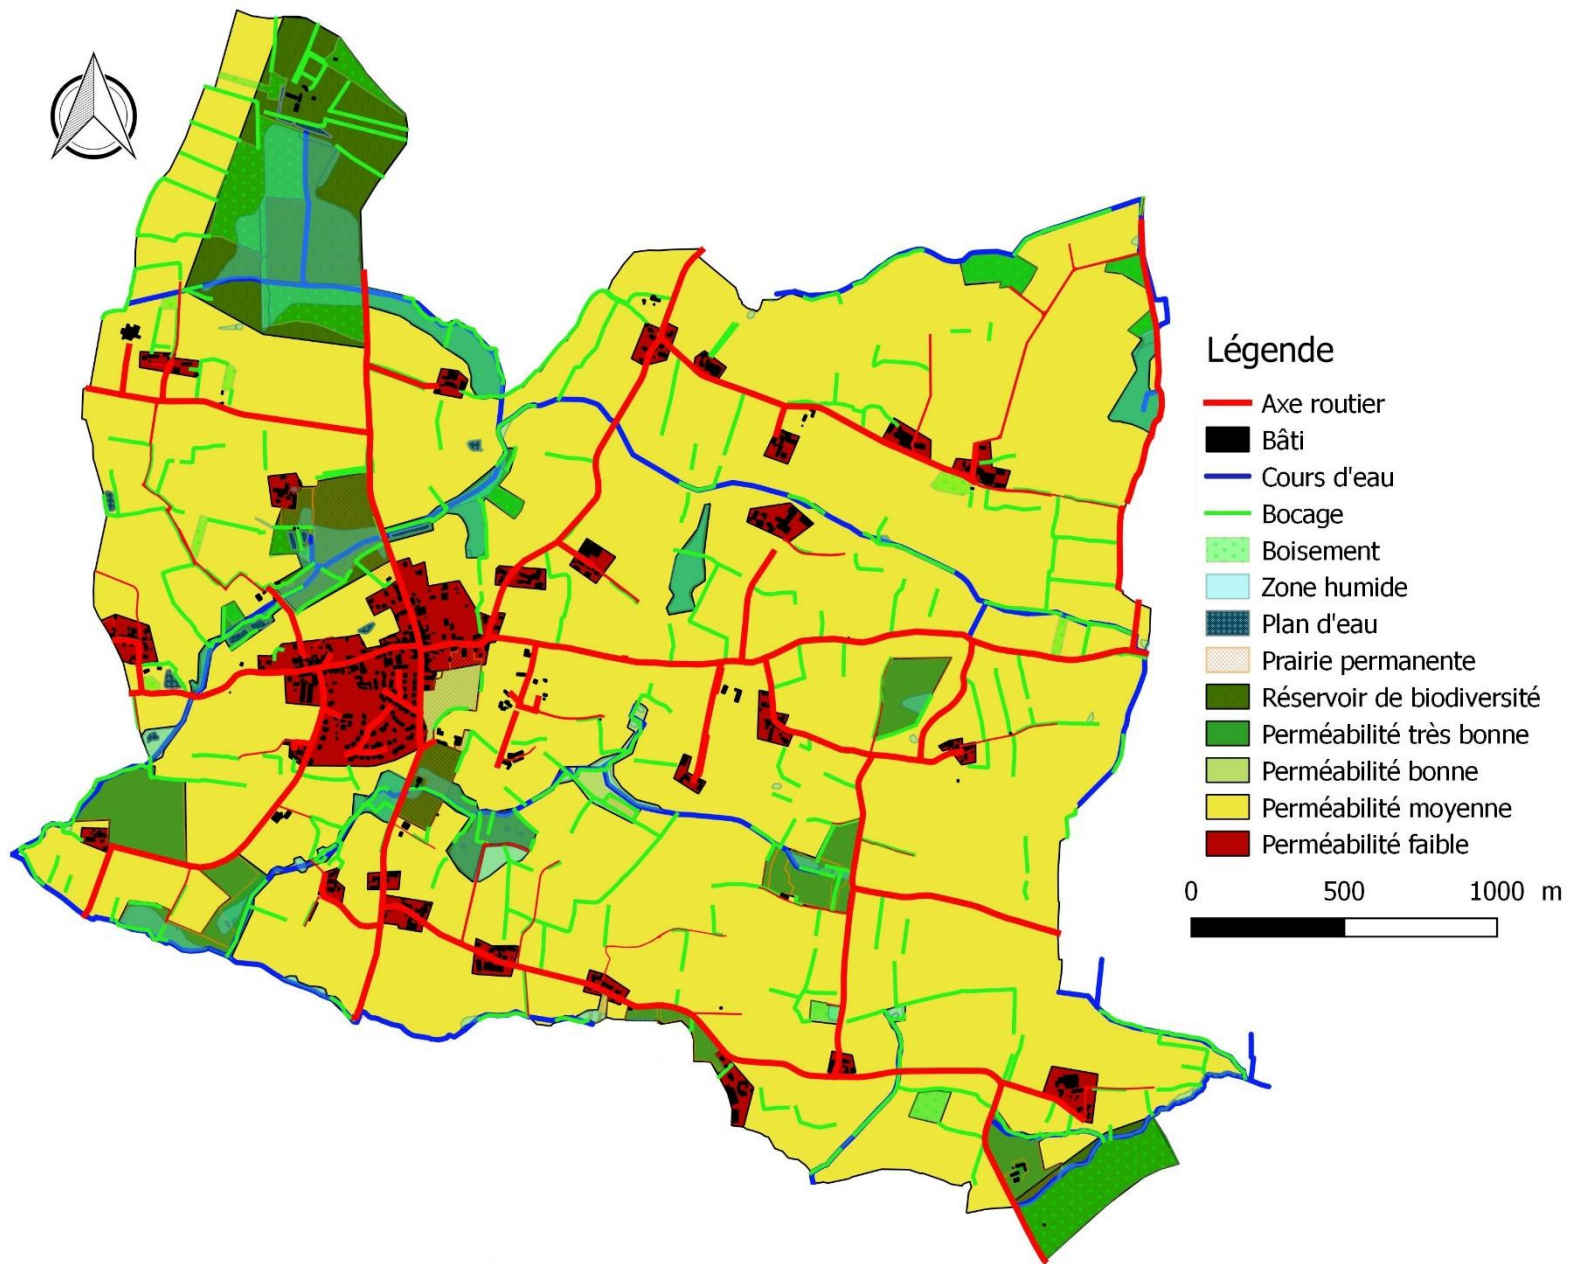 Légende
Axe routier
Bâti
Cours d'eau
Bocage
Boisement
Zone humide
Plan d'eau
Prairie permanente
Réservoir de biodiversité
Perméabilité très bonne
Perméabilité bonne
Perméabilité moyenne
Perméabilité faible
0 500 1000 m